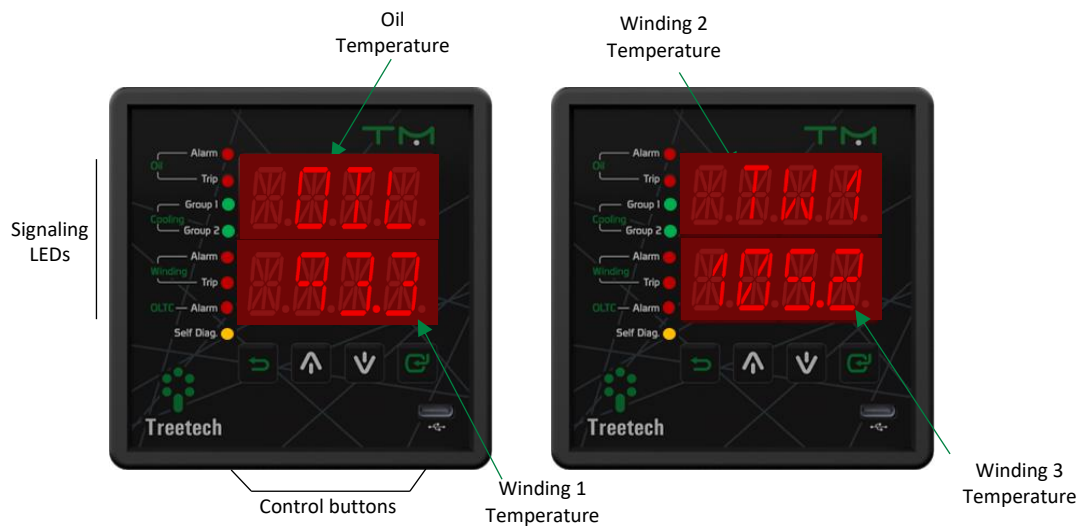 Oil
Temperature
Winding 2
Temperature
Signaling
LEDs
TM
Oil
Alarm
Trip
Cooling
Group 1
Group 2
Winding
Alarm
Trip
OLTC
Alarm
Self Diag.
OIL
93.3
Treetech
TM
Oil
Alarm
Trip
Cooling
Group 1
Group 2
Winding
Alarm
Trip
OLTC
Alarm
Self Diag.
TW1
105.2
Treetech
Control buttons
Winding 1
Temperature
Winding 3
Temperature